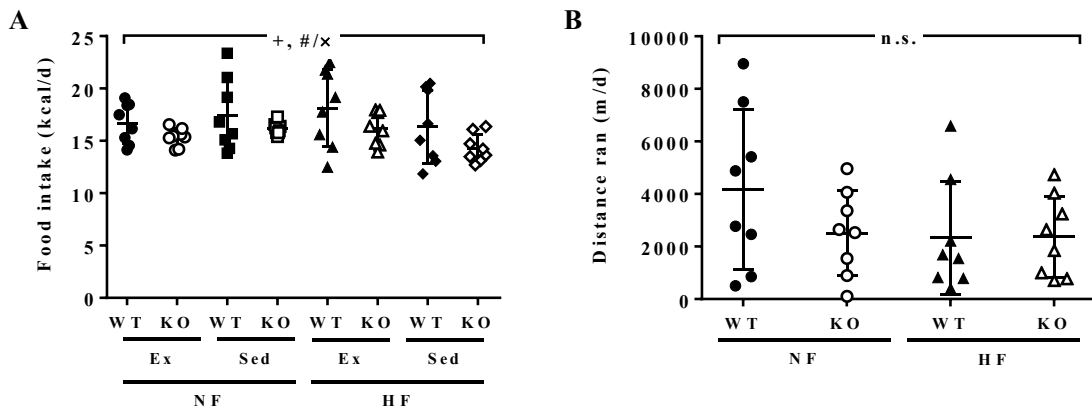 A
Food intake (kcal/d)
25
20
15
10
5
0
+, #/×
WT KO WT KO WT KO WT KO
Ex Sed Ex Sed
NF HF
B
Distance ran (m/d)
10000
8000
6000
4000
2000
0
n.s.
WT KO WT KO
NF HF